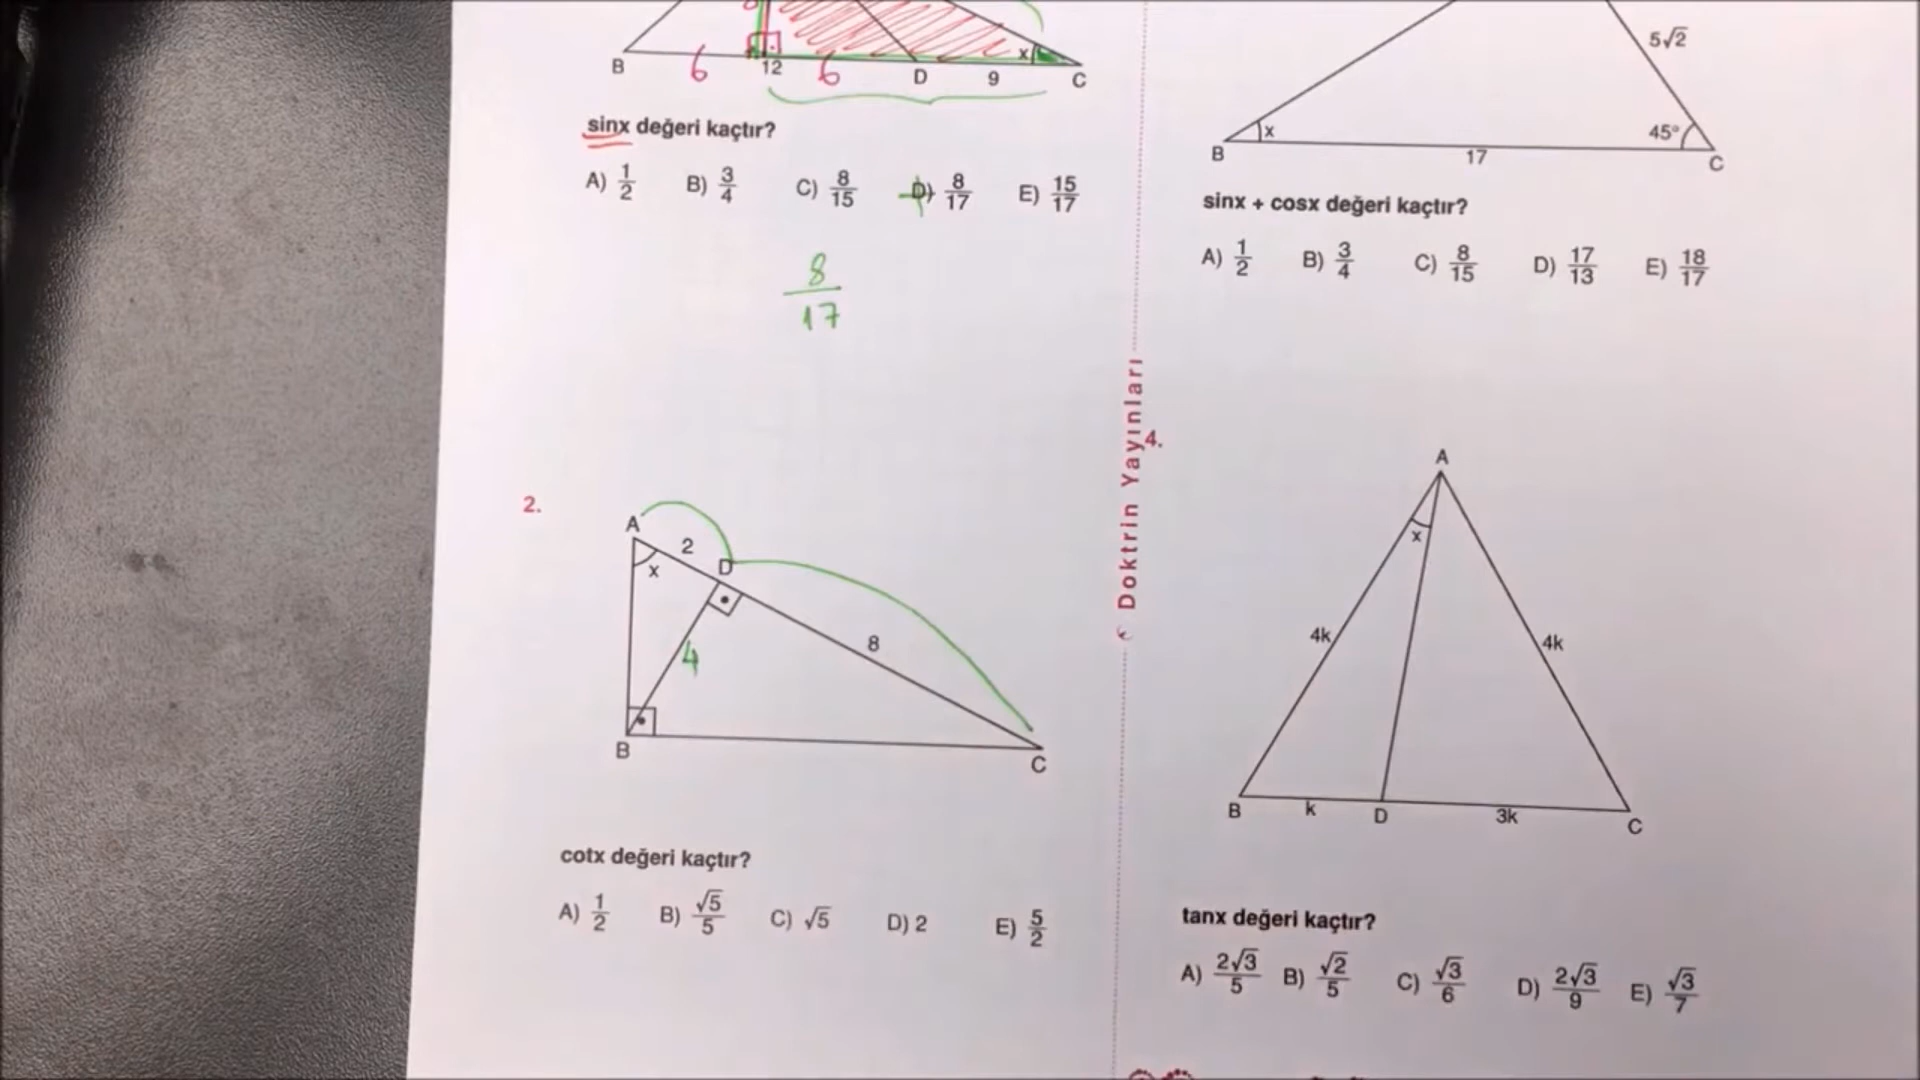 B 6 12 6 D 9 C
x
sinx değeri kaçtır?
A) 1/2 B) 3/4 C) 8/15 D) 8/17 E) 15/17
8/17
2.
A
2
x
D
8
4
B
C
cotx değeri kaçtır?
A) 1/2 B) √5/5 C) √5 D) 2 E) 5/2
Doktrin Yayınları
5√2
x
45°
B 17 C
sinx + cosx değeri kaçtır?
A) 1/2 B) 3/4 C) 8/15 D) 17/13 E) 18/17
4.
A
x
4k 4k
B k D 3k C
tanx değeri kaçtır?
A) 2√3/5 B) √2/5 C) √3/6 D) 2√3/9 E) √3/7